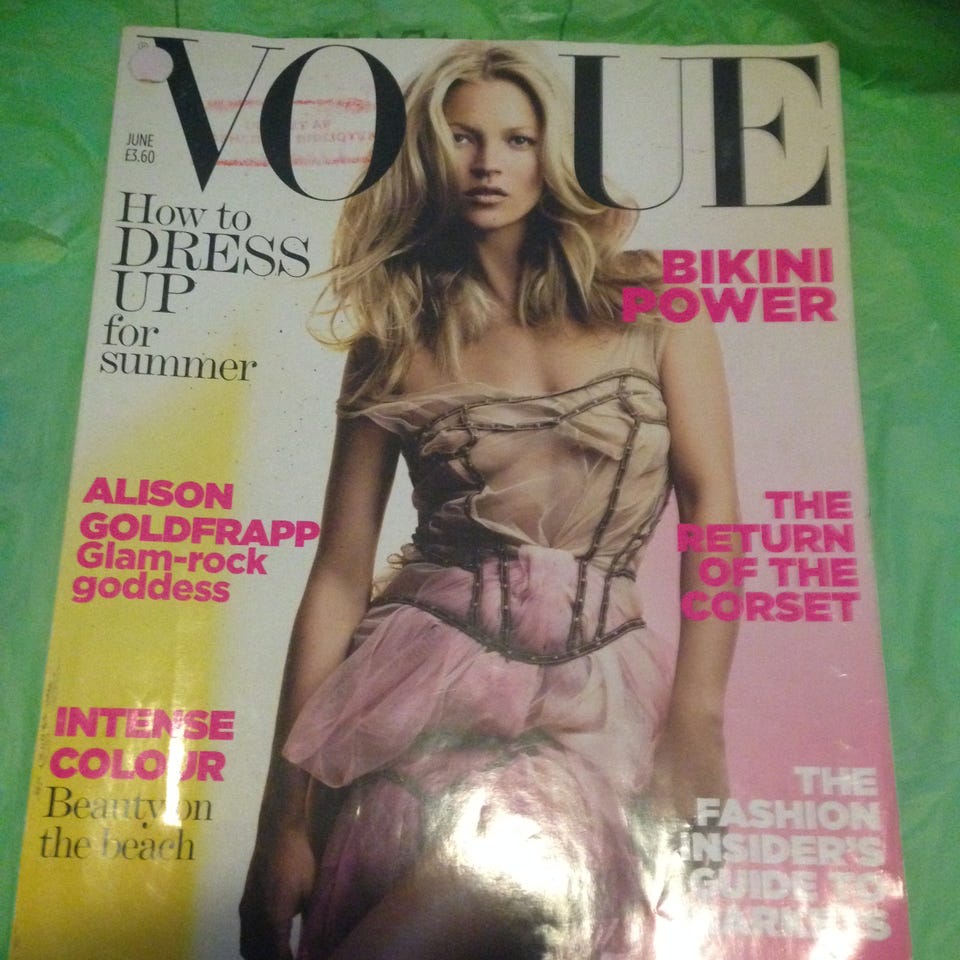 VOGUE
JUNE
£3.60
How to
DRESS
UP
for
summer
BIKINI
POWER
ALISON
GOLDFRAPP
Glam-rock
goddess
THE
RETURN
OF THE
CORSET
INTENSE
COLOUR
Beauty on
the beach
THE
FASHION
INSIDER'S
GUIDE TO
MARKETS